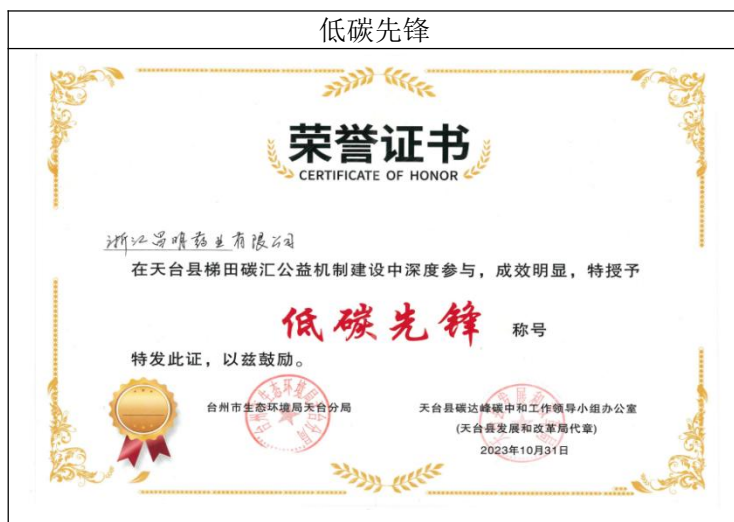 低碳先锋
荣誉证书
CERTIFICATE OF HONOR
浙江昌明药业有限公司
在天台县梯田碳汇公益机制建设中深度参与，成效明显，特授予
低碳先锋 称号
特发此证，以兹鼓励。
台州市生态环境局天台分局
天台县碳达峰碳中和工作领导小组办公室
(天台县发展和改革局代章)
2023年10月31日